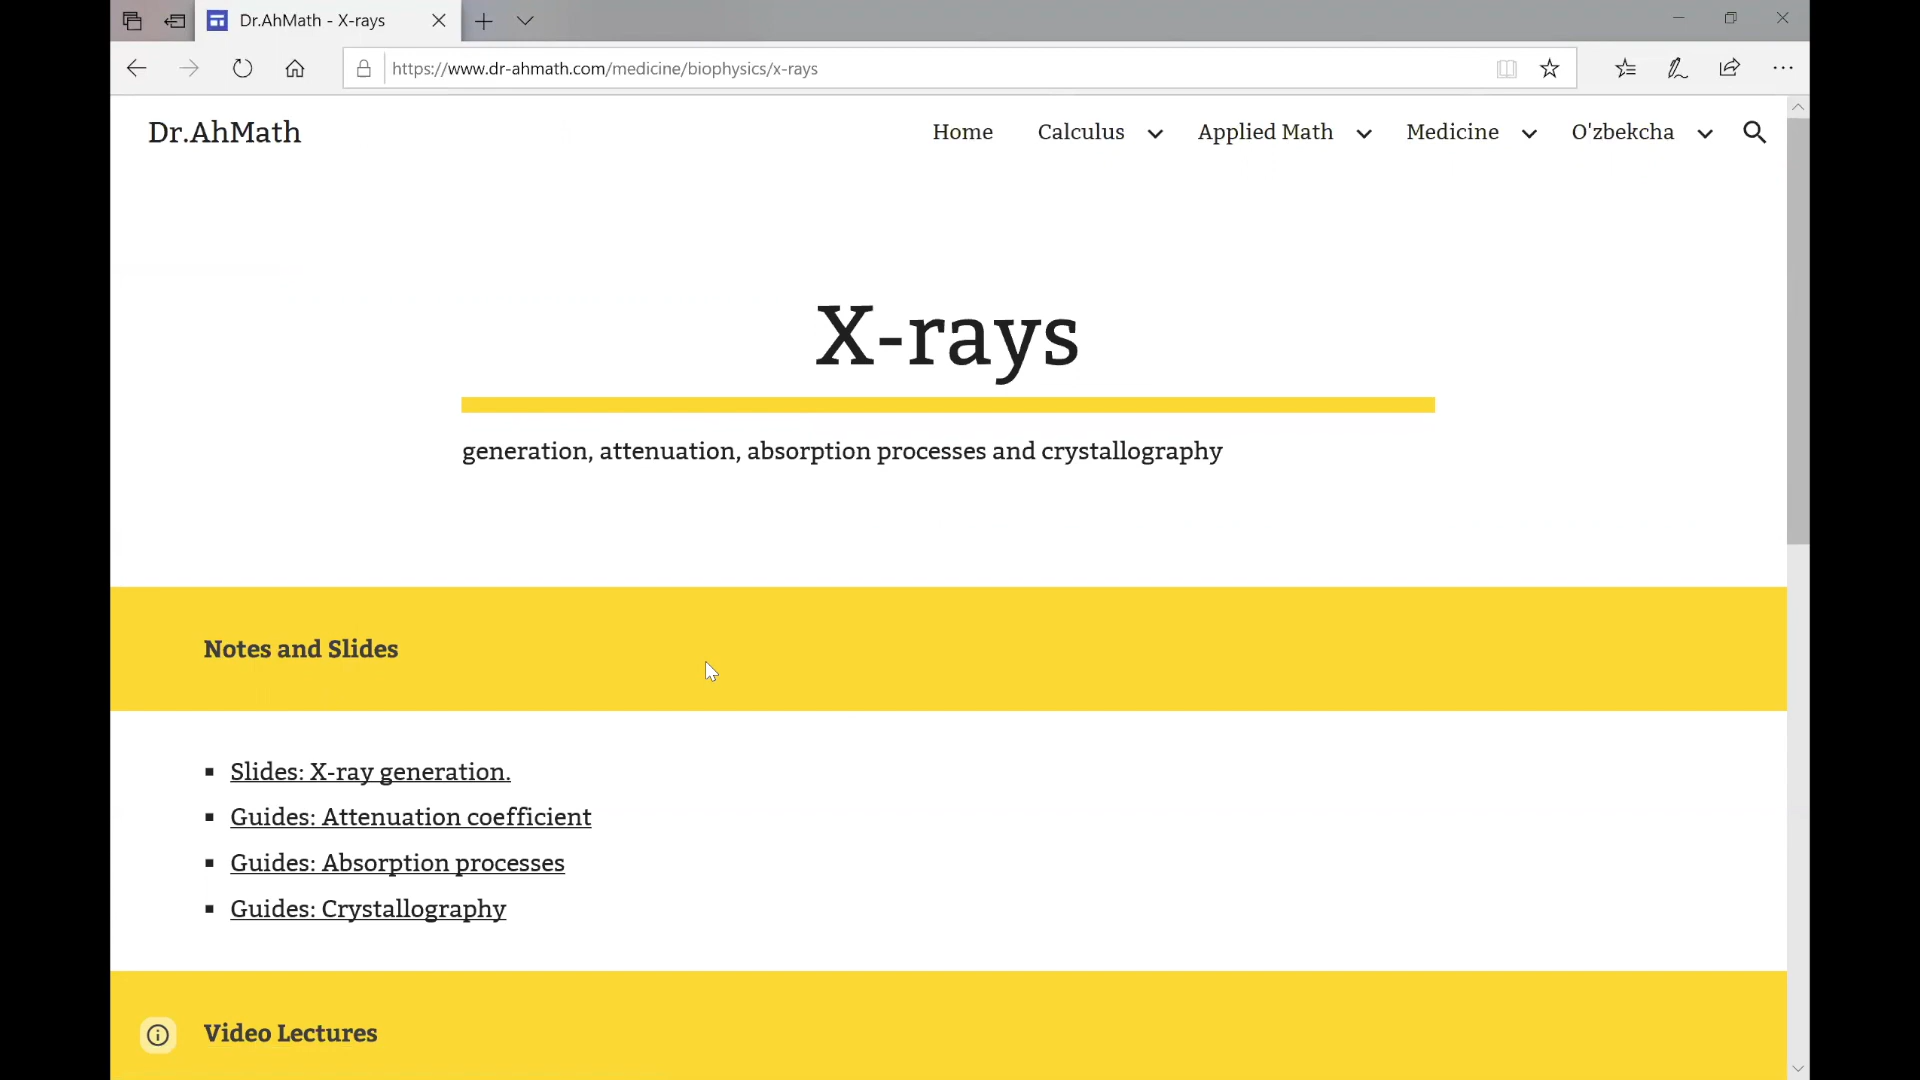 Dr.AhMath - X-rays
https://www.dr-ahmath.com/medicine/biophysics/x-rays
Dr.AhMath
Home
Calculus
Applied Math
Medicine
O'zbekcha
X-rays
generation, attenuation, absorption processes and crystallography
Notes and Slides
Slides: X-ray generation.
Guides: Attenuation coefficient
Guides: Absorption processes
Guides: Crystallography
Video Lectures